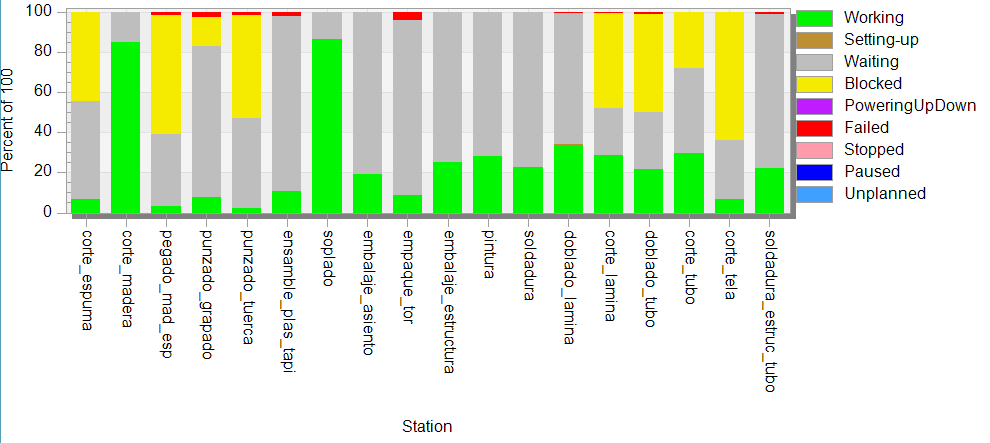 Percent of 100
100
80
60
40
20
0
corte_espuma
corte_madera
pegado_mad_esp
punzado_grapado
punzado_tuerca
ensamble_plas_tapi
soplado
embalaje_asiento
empaque_tor
embalaje_estructura
pintura
soldadura
doblado_lamina
corte_lamina
doblado_tubo
corte_tubo
corte_tela
soldadura_estruc_tubo
Station
Working
Setting-up
Waiting
Blocked
PoweringUpDown
Failed
Stopped
Paused
Unplanned